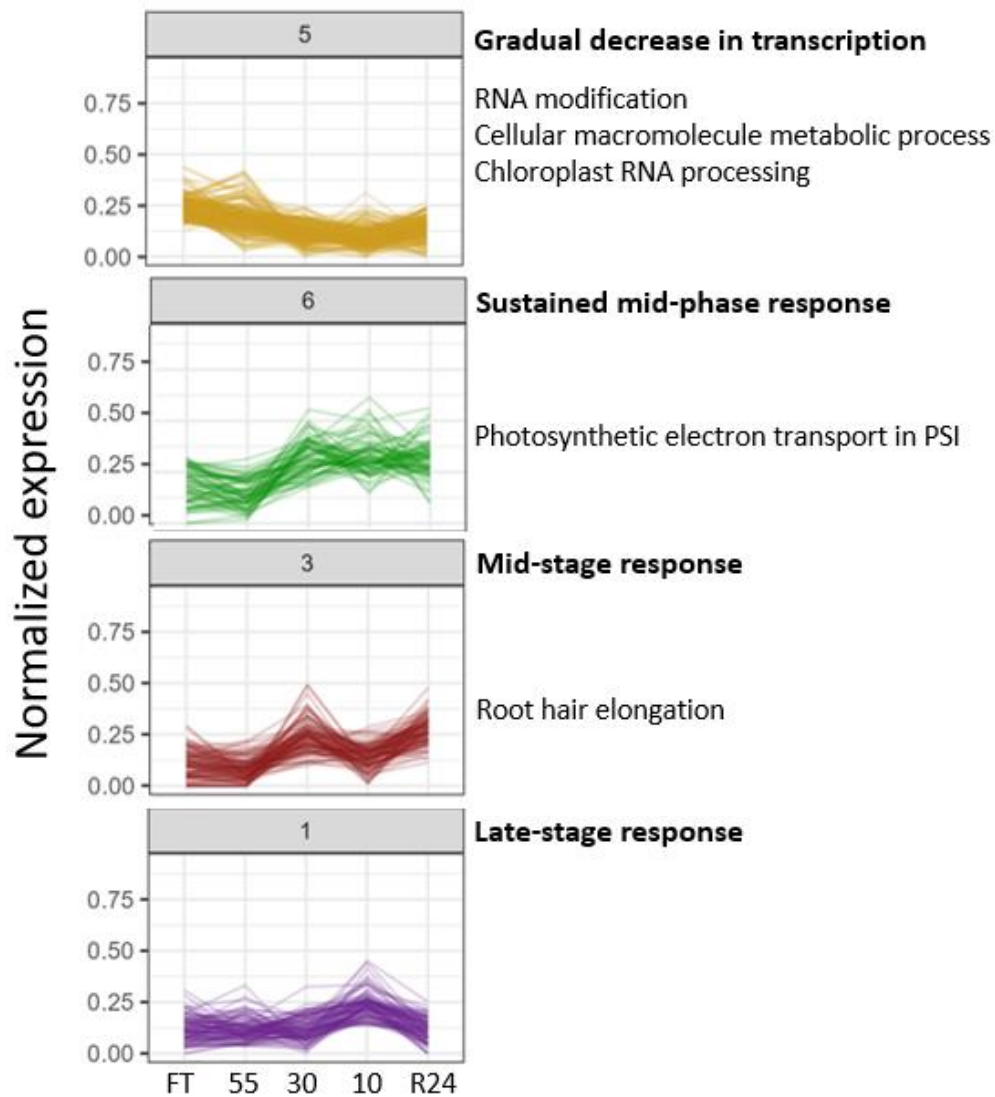 5
Gradual decrease in transcription
0.75
0.50
0.25
0.00
RNA modification
Cellular macromolecule metabolic process
Chloroplast RNA processing
6
Sustained mid-phase response
0.75
0.50
0.25
0.00
Photosynthetic electron transport in PSI
Normalized expression
3
Mid-stage response
0.75
0.50
0.25
0.00
Root hair elongation
1
Late-stage response
0.75
0.50
0.25
0.00
FT 55 30 10 R24